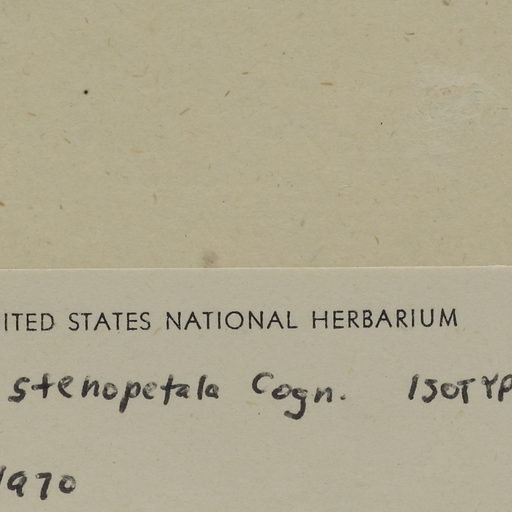 ITED STATES NATIONAL HERBARIUM
stenopetala Cogn. ISOTYP
1970